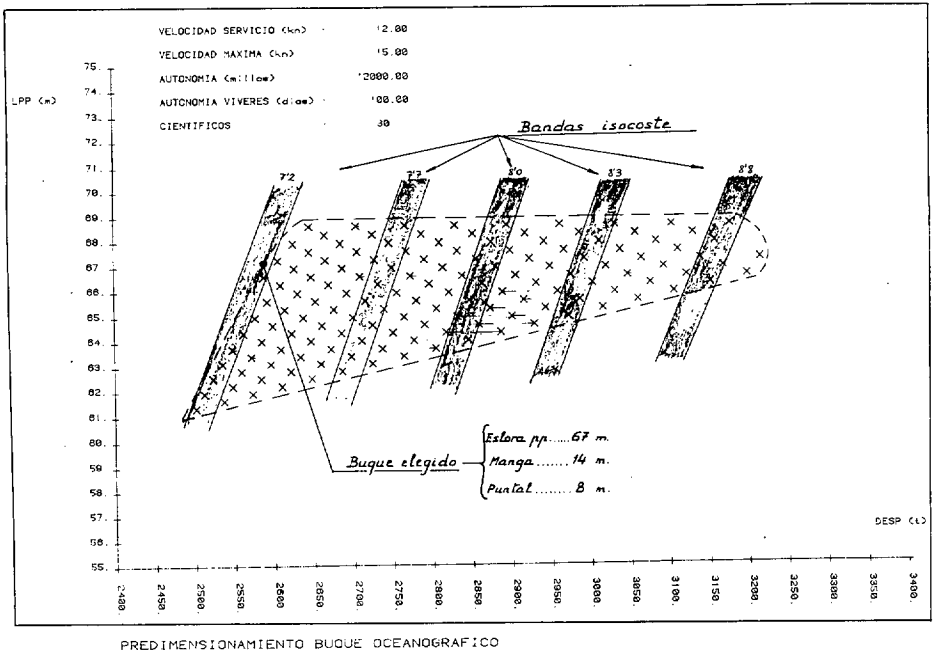 VELOCIDAD SERVICIO (kn) - 12.00
VELOCIDAD MAXIMA (kn) 15.00
AUTONOMIA (millas) 12000.00
AUTONOMIA VIVERES (dias) - 100.00
CIENTIFICOS 30
LPP (m)
75.
74.
73.
72.
71.
70.
69.
68.
67.
66.
65.
64.
63.
62.
61.
60.
59.
58.
57.
56.
55.
Bandas isocoste
7'2 7'7 8'0 8'3 8'8
Buque elegido
Eslora pp ..... 67 m.
Manga ....... 14 m.
Puntal ........ 8 m.
DESP (t)
2400. 2450. 2500. 2550. 2600. 2650. 2700. 2750. 2800. 2850. 2900. 2950. 3000. 3050. 3100. 3150. 3200. 3250. 3300. 3350. 3400.
PREDIMENSIONAMIENTO BUQUE OCEANOGRAFICO